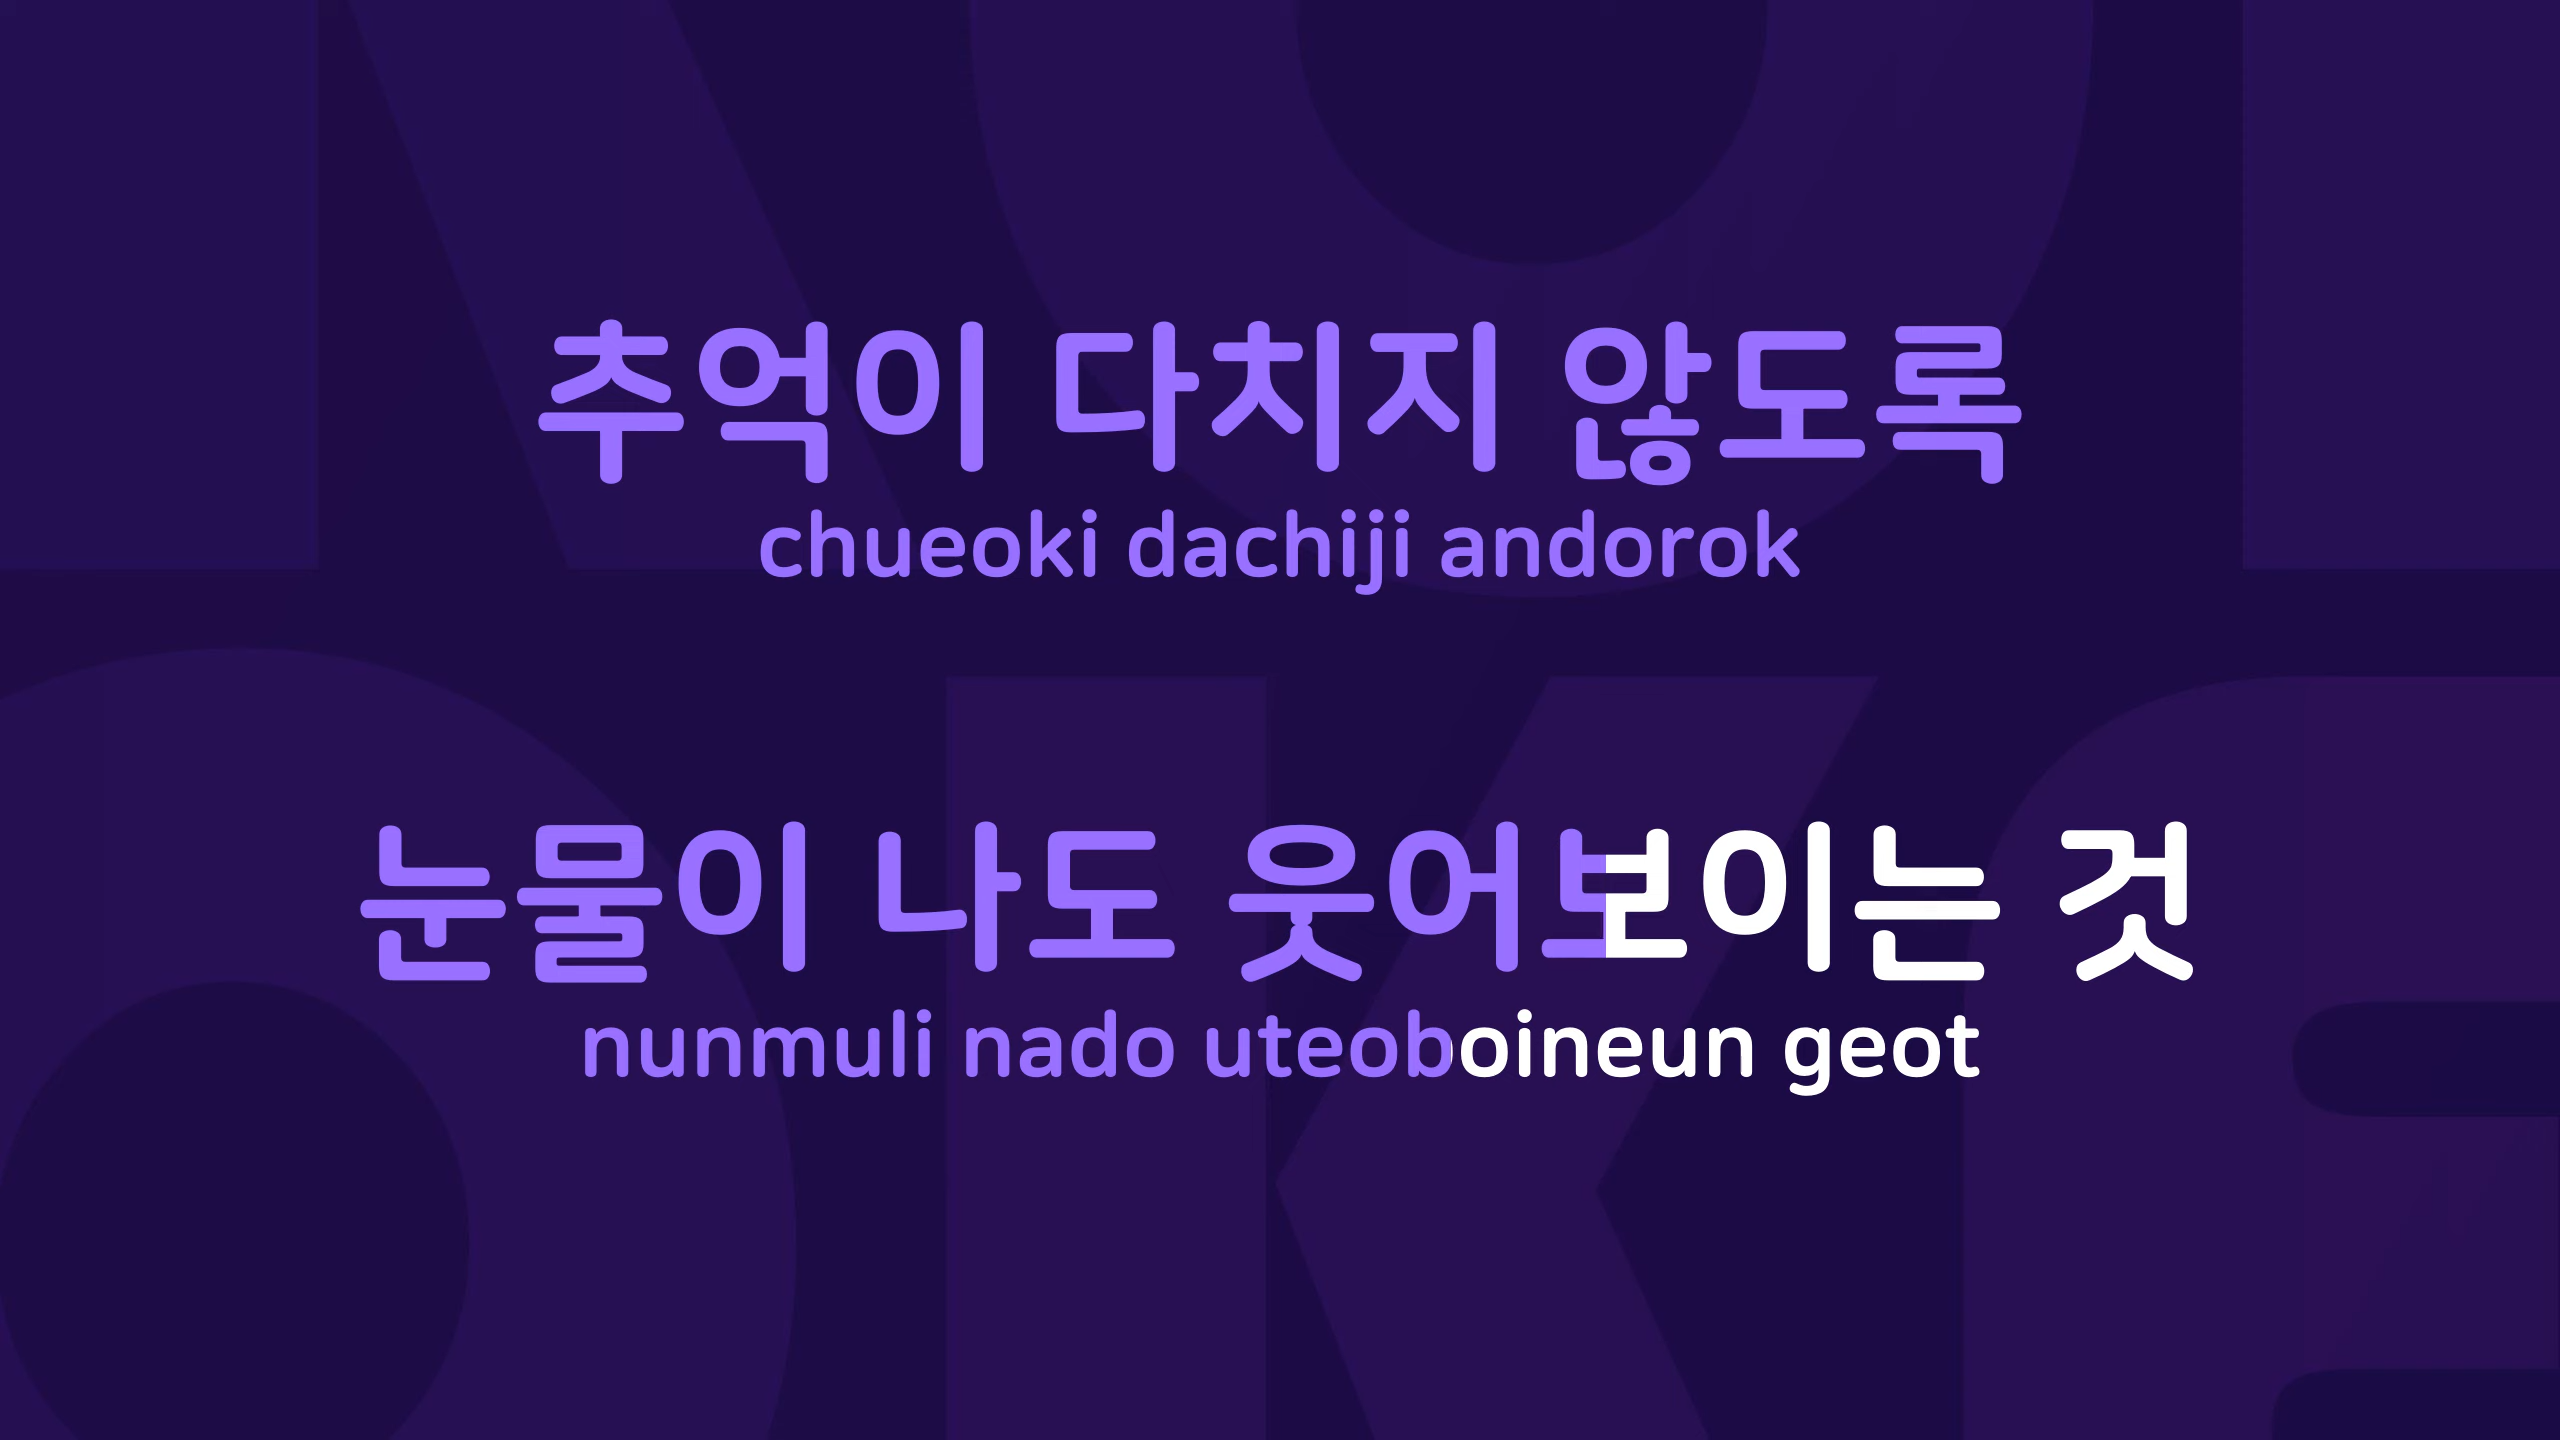 추억이 다치지 않도록
chueoki dachiji andorok
눈물이 나도 웃어보이는 것
nunmuli nado uteoboineun geot